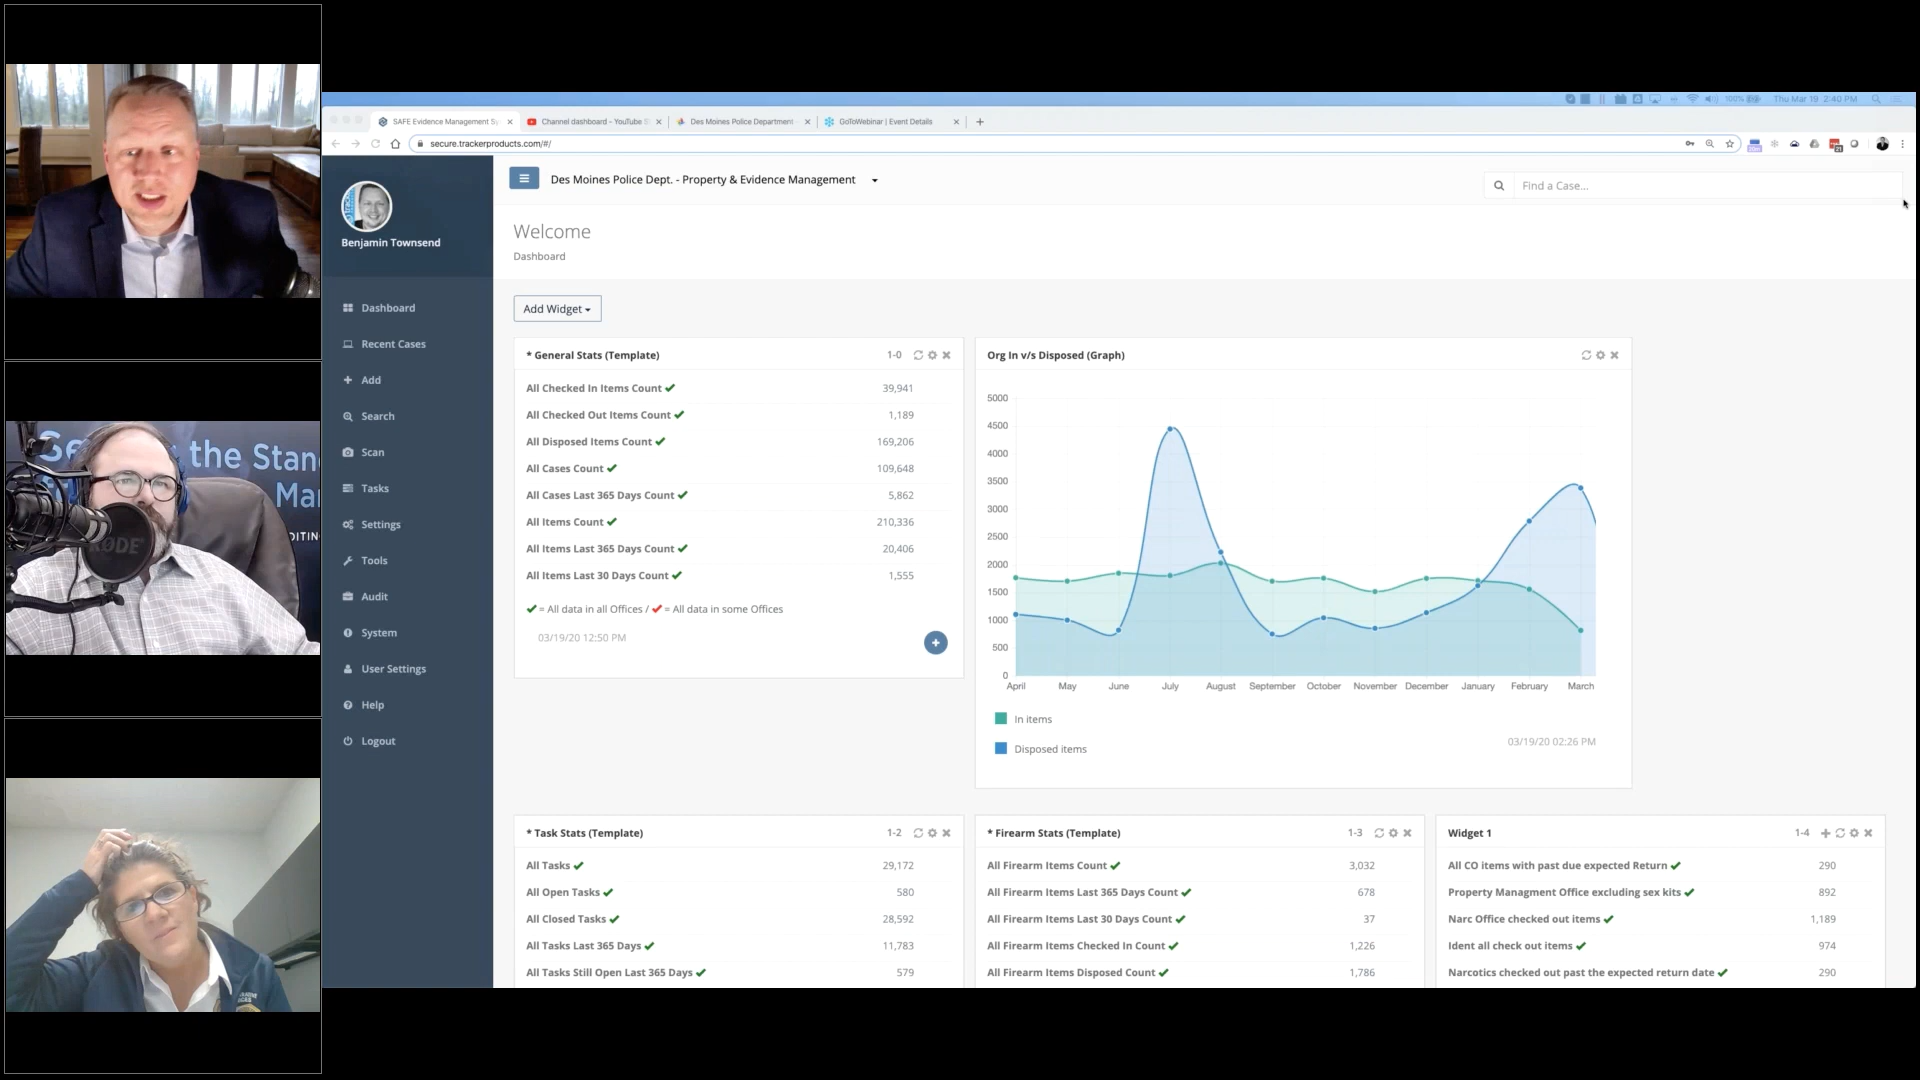 Thu Mar 19 2:40 PM
100%
SAFE Evidence Management Sy
Channel dashboard - YouTube S
Des Moines Police Department
GoToWebinar | Event Details
secure.trackerproducts.com/#/
Benjamin Townsend
Dashboard
Recent Cases
Add
Search
Scan
Tasks
Settings
Tools
Audit
System
User Settings
Help
Logout
Des Moines Police Dept. - Property & Evidence Management
Find a Case...
Welcome
Dashboard
Add Widget
* General Stats (Template) 1-0
All Checked In Items Count 39,941
All Checked Out Items Count 1,189
All Disposed Items Count 169,206
All Cases Count 109,648
All Cases Last 365 Days Count 5,862
All Items Count 210,336
All Items Last 365 Days Count 20,406
All Items Last 30 Days Count 1,555
= All data in all Offices / = All data in some Offices
03/19/20 12:50 PM
Org In v/s Disposed (Graph)
5000
4500
4000
3500
3000
2500
2000
1500
1000
500
0
April May June July August September October November December January February March
In items
Disposed items
03/19/20 02:26 PM
* Task Stats (Template) 1-2
All Tasks 29,172
All Open Tasks 580
All Closed Tasks 28,592
All Tasks Last 365 Days 11,783
All Tasks Still Open Last 365 Days 579
* Firearm Stats (Template) 1-3
All Firearm Items Count 3,032
All Firearm Items Last 365 Days Count 678
All Firearm Items Last 30 Days Count 37
All Firearm Items Checked In Count 1,226
All Firearm Items Disposed Count 1,786
Widget 1 1-4
All CO items with past due expected Return 290
Property Managment Office excluding sex kits 892
Narc Office checked out items 1,189
Ident all check out items 974
Narcotics checked out past the expected return date 290
the Stan
Ma
DITIN
RODE